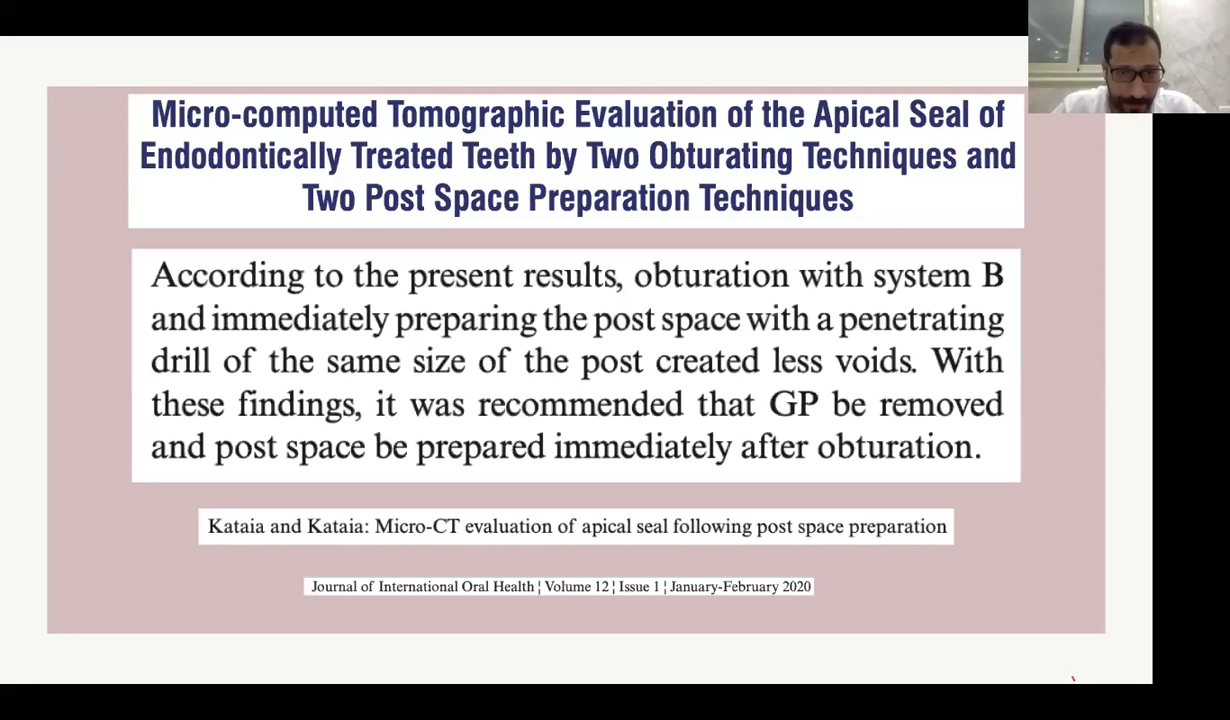 Micro-computed Tomographic Evaluation of the Apical Seal of
Endodontically Treated Teeth by Two Obturating Techniques and
Two Post Space Preparation Techniques
According to the present results, obturation with system B
and immediately preparing the post space with a penetrating
drill of the same size of the post created less voids. With
these findings, it was recommended that GP be removed
and post space be prepared immediately after obturation.
Kataia and Kataia: Micro-CT evaluation of apical seal following post space preparation
Journal of International Oral Health ¦ Volume 12 ¦ Issue 1 ¦ January-February 2020